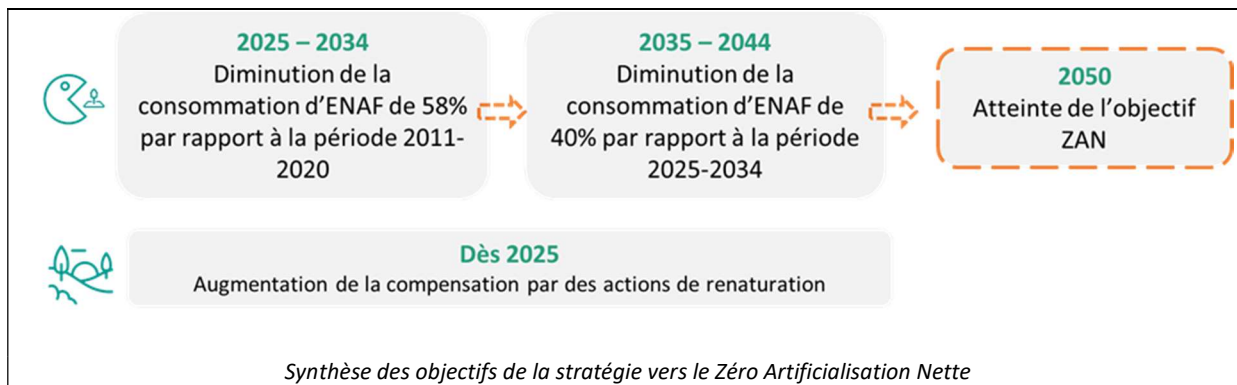 2025 – 2034
Diminution de la
consommation d’ENAF de 58%
par rapport à la période 2011-
2020
2035 – 2044
Diminution de la
consommation d’ENAF de
40% par rapport à la période
2025-2034
2050
Atteinte de l’objectif
ZAN
Dès 2025
Augmentation de la compensation par des actions de renaturation
Synthèse des objectifs de la stratégie vers le Zéro Artificialisation Nette